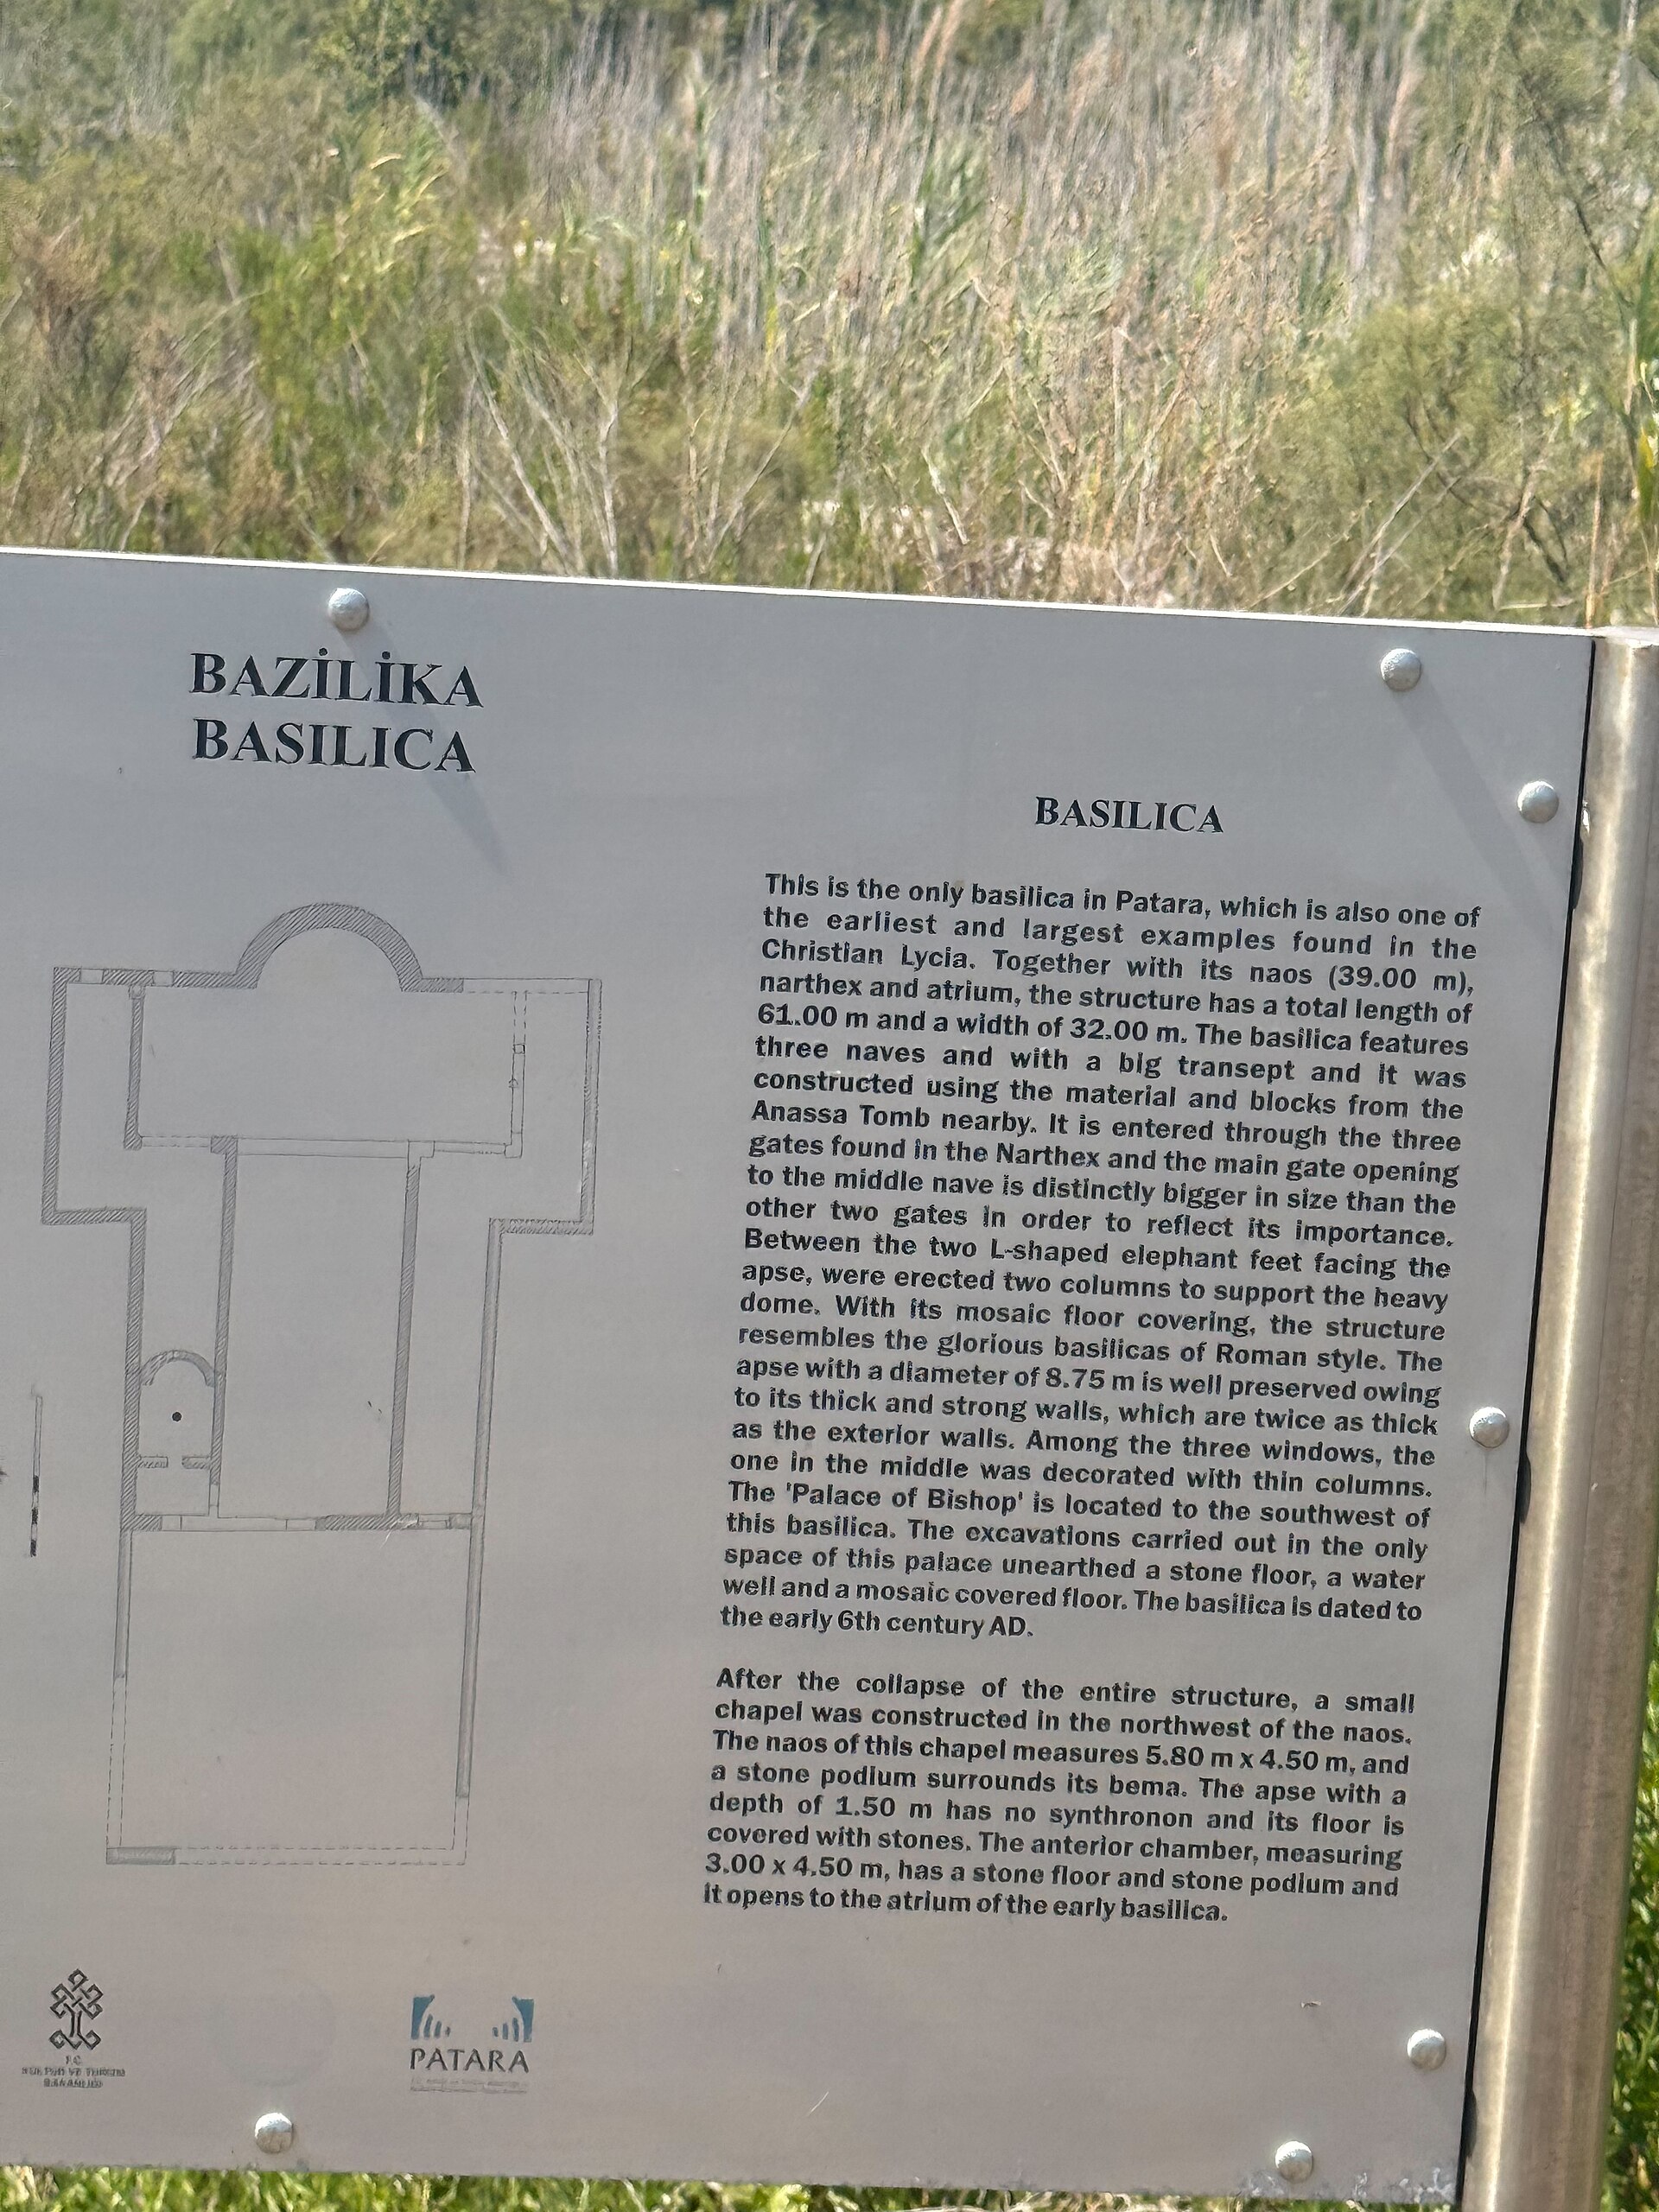 BAZİLİKA
BASILICA
BASILICA
This is the only basilica in Patara, which is also one of
the earliest and largest examples found in the
Christian Lycia. Together with its naos (39.00 m),
narthex and atrium, the structure has a total length of
61.00 m and a width of 32.00 m. The basilica features
three naves and with a big transept and it was
constructed using the material and blocks from the
Anassa Tomb nearby. It is entered through the three
gates found in the Narthex and the main gate opening
to the middle nave is distinctly bigger in size than the
other two gates in order to reflect its importance.
Between the two L-shaped elephant feet facing the
apse, were erected two columns to support the heavy
dome. With its mosaic floor covering, the structure
resembles the glorious basilicas of Roman style. The
apse with a diameter of 8.75 m is well preserved owing
to its thick and strong walls, which are twice as thick
as the exterior walls. Among the three windows, the
one in the middle was decorated with thin columns.
The 'Palace of Bishop' is located to the southwest of
this basilica. The excavations carried out in the only
space of this palace unearthed a stone floor, a water
well and a mosaic covered floor. The basilica is dated to
the early 6th century AD.
After the collapse of the entire structure, a small
chapel was constructed in the northwest of the naos.
The naos of this chapel measures 5.80 m x 4.50 m, and
a stone podium surrounds its bema. The apse with a
depth of 1.50 m has no synthronon and its floor is
covered with stones. The anterior chamber, measuring
3.00 x 4.50 m, has a stone floor and stone podium and
it opens to the atrium of the early basilica.
T.C.
KÜLTÜR VE TURİZM
BAKANLIĞI
PATARA